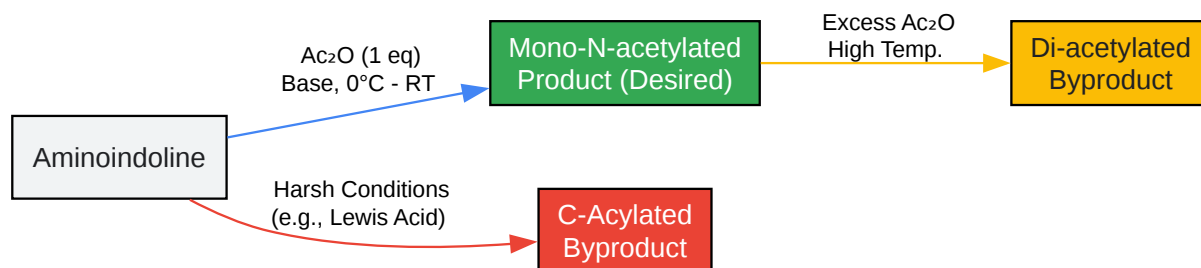 Ac₂O (1 eq)
Base, 0°C - RT
Mono-N-acetylated
Product (Desired)
Excess Ac₂O
High Temp.
Di-acetylated
Byproduct
Aminoindoline
Harsh Conditions
(e.g., Lewis Acid)
C-Acylated
Byproduct